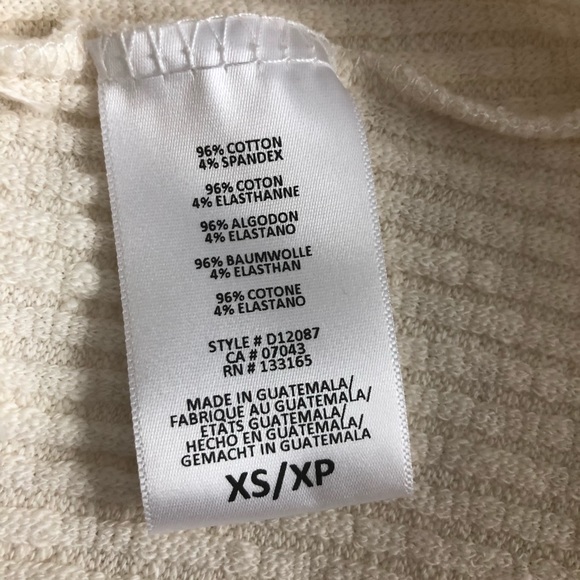 96% COTTON
4% SPANDEX
96% COTON
4% ELASTHANNE
96% ALGODON
4% ELASTANO
96% BAUMWOLLE
4% ELASTHAN
96% COTONE
4% ELASTANO
STYLE # D12087
CA # 07043
RN # 133165
MADE IN GUATEMALA/
FABRIQUE AU GUATEMALA/
ETATS GUATEMALA/
HECHO EN GUATEMALA/
GEMACHT IN GUATEMALA
XS/XP